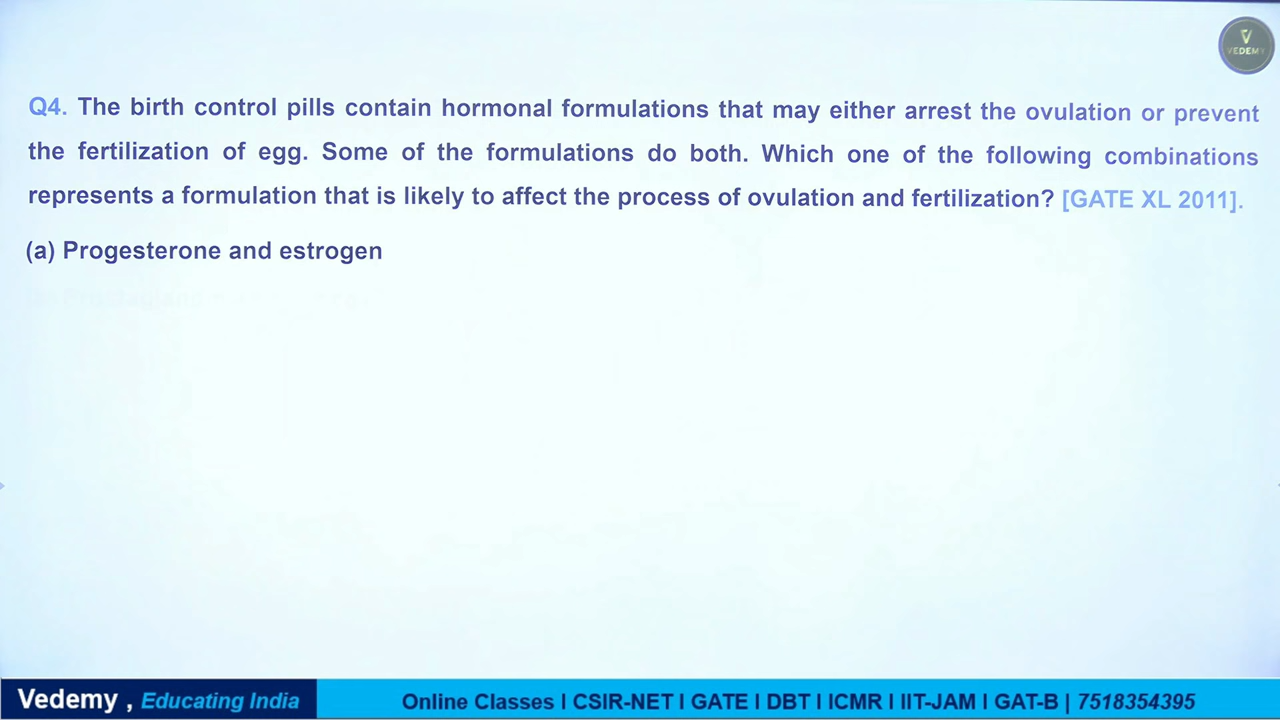 VEDEMY
Q4. The birth control pills contain hormonal formulations that may either arrest the ovulation or prevent
the fertilization of egg. Some of the formulations do both. Which one of the following combinations
represents a formulation that is likely to affect the process of ovulation and fertilization? [GATE XL 2011].
(a) Progesterone and estrogen
Vedemy , Educating India
Online Classes I CSIR-NET I GATE I DBT I ICMR I IIT-JAM I GAT-B | 7518354395